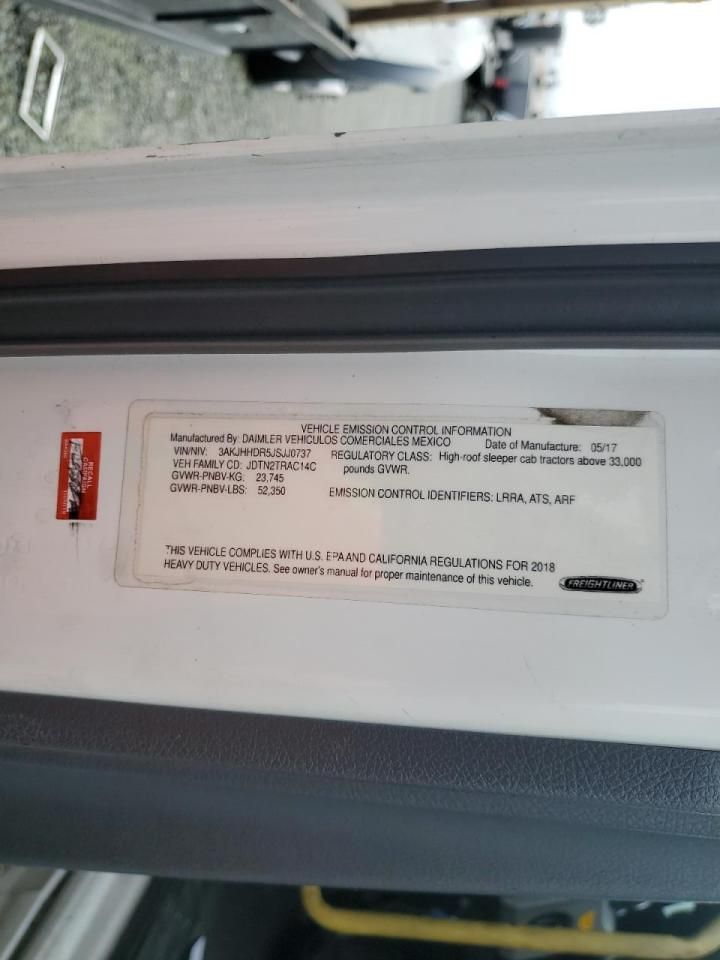 VEHICLE EMISSION CONTROL INFORMATION
Manufactured By: DAIMLER VEHICULOS COMERCIALES MEXICO Date of Manufacture: 05/17
VIN/NIV: 3AKJHHDR5JSJJ0737 REGULATORY CLASS: High-roof sleeper cab tractors above 33,000
VEH FAMILY CD: JDTN2TRAC14C pounds GVWR.
GVWR-PNBV-KG: 23,745
GVWR-PNBV-LBS: 52,350 EMISSION CONTROL IDENTIFIERS: LRRA, ATS, ARF
THIS VEHICLE COMPLIES WITH U.S. EPA AND CALIFORNIA REGULATIONS FOR 2018
HEAVY DUTY VEHICLES. See owner's manual for proper maintenance of this vehicle.
FREIGHTLINER
RECALL
CAMPAIGN